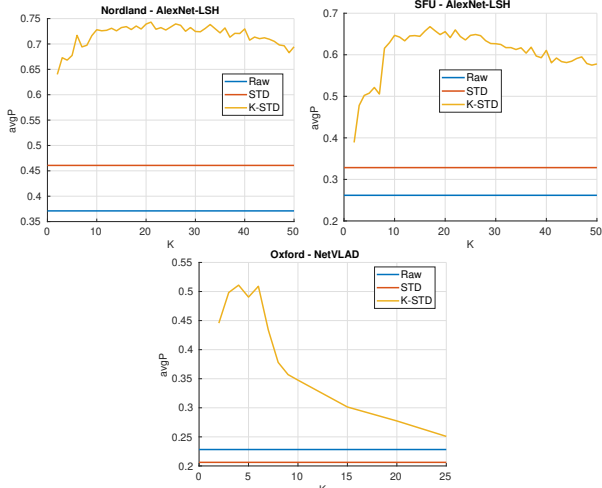 Nordland - AlexNet-LSH
0.75
0.7
0.65
0.6
0.55
0.5
0.45
0.4
0.35
avgP
Raw
STD
K-STD
0 10 20 30 40 50
K
SFU - AlexNet-LSH
0.7
0.6
0.5
0.4
0.3
0.2
avgP
Raw
STD
K-STD
0 10 20 30 40 50
K
Oxford - NetVLAD
0.55
0.5
0.45
0.4
0.35
0.3
0.25
0.2
avgP
Raw
STD
K-STD
0 5 10 15 20 25
K